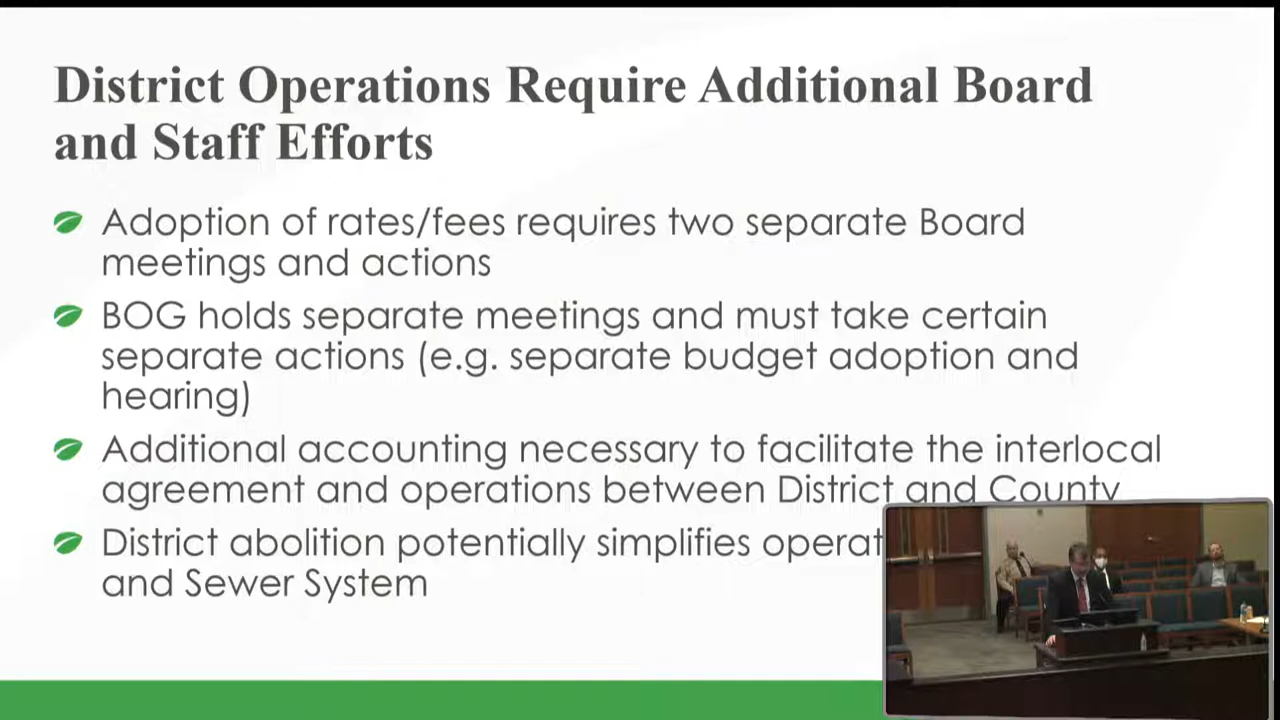 District Operations Require Additional Board
and Staff Efforts
Adoption of rates/fees requires two separate Board
meetings and actions
BOG holds separate meetings and must take certain
separate actions (e.g. separate budget adoption and
hearing)
Additional accounting necessary to facilitate the interlocal
agreement and operations between District and County
District abolition potentially simplifies
and Sewer System